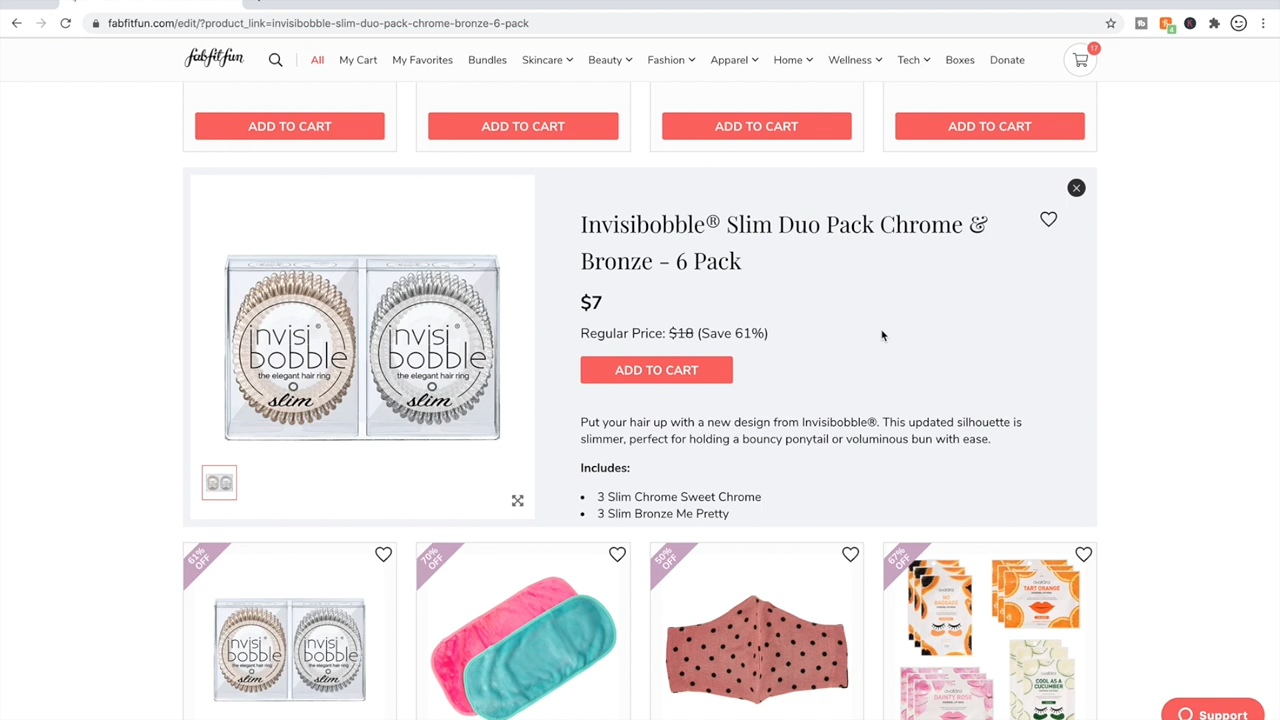 fabfitfun.com/edit/?product_link=invisibobble-slim-duo-pack-chrome-bronze-6-pack
4
fabfitfun
All
My Cart
My Favorites
Bundles
Skincare
Beauty
Fashion
Apparel
Home
Wellness
Tech
Boxes
Donate
17
ADD TO CART
ADD TO CART
ADD TO CART
ADD TO CART
invisi
bobble®
the elegant hair ring
slim
invisi
bobble®
the elegant hair ring
slim
Invisibobble® Slim Duo Pack Chrome &
Bronze - 6 Pack
$7
Regular Price: $18 (Save 61%)
ADD TO CART
Put your hair up with a new design from Invisibobble®. This updated silhouette is
slimmer, perfect for holding a bouncy ponytail or voluminous bun with ease.
Includes:
• 3 Slim Chrome Sweet Chrome
• 3 Slim Bronze Me Pretty
61%
OFF
invisi
bobble
slim
invisi
bobble
slim
70%
OFF
50%
OFF
67%
OFF
TART ORANGE
COOL AS A
CUCUMBER
DAINTY ROSE
Support